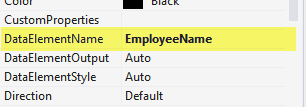 Color Black
CustomProperties
DataElementName EmployeeName
DataElementOutput Auto
DataElementStyle Auto
Direction Default